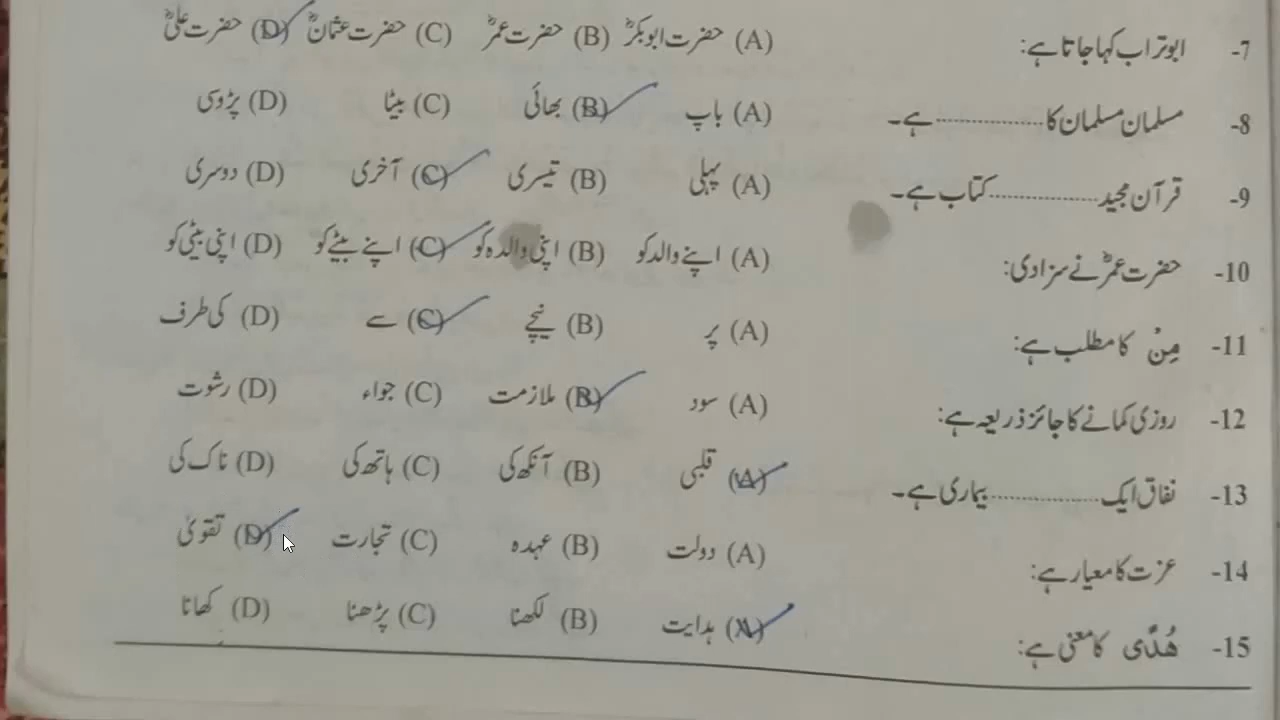 7- ابوتراب کہا جاتا ہے: (A) حضرت ابوبکرؓ (B) حضرت عمرؓ (C) حضرت عثمانؓ (D) حضرت علیؓ
8- مسلمان مسلمان کا .................. ہے۔ (A) باپ (B) بھائی (C) بیٹا (D) پڑوسی
9- قرآن مجید .................. کتاب ہے۔ (A) پہلی (B) تیسری (C) آخری (D) دوسری
10- حضرت عمرؓ نے سزا دی: (A) اپنے والد کو (B) اپنی والدہ کو (C) اپنے بیٹے کو (D) اپنی بیٹی کو
11- مِنْ کا مطلب ہے: (A) پر (B) نیچے (C) سے (D) کی طرف
12- روزی کمانے کا جائز ذریعہ ہے: (A) سود (B) ملازمت (C) جواء (D) رشوت
13- نفاق ایک .................. بیماری ہے۔ (A) قلبی (B) آنکھ کی (C) ہاتھ کی (D) ناک کی
14- عزت کا معیار ہے: (A) دولت (B) عہدہ (C) تجارت (D) تقویٰ
15- ھُدًی کا معنی ہے: (A) ہدایت (B) لکھنا (C) پڑھنا (D) کھانا